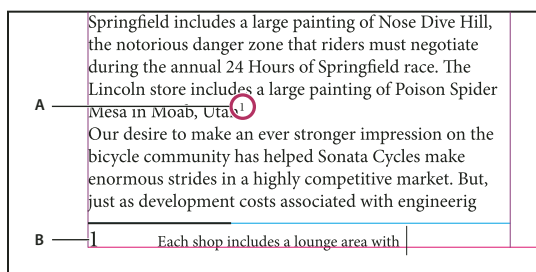 Springfield includes a large painting of Nose Dive Hill,
the notorious danger zone that riders must negotiate
during the annual 24 Hours of Springfield race. The
Lincoln store includes a large painting of Poison Spider
A
Mesa in Moab, Utah1
Our desire to make an ever stronger impression on the
bicycle community has helped Sonata Cycles make
enormous strides in a highly competitive market. But,
just as development costs associated with engineerig
B 1 Each shop includes a lounge area with